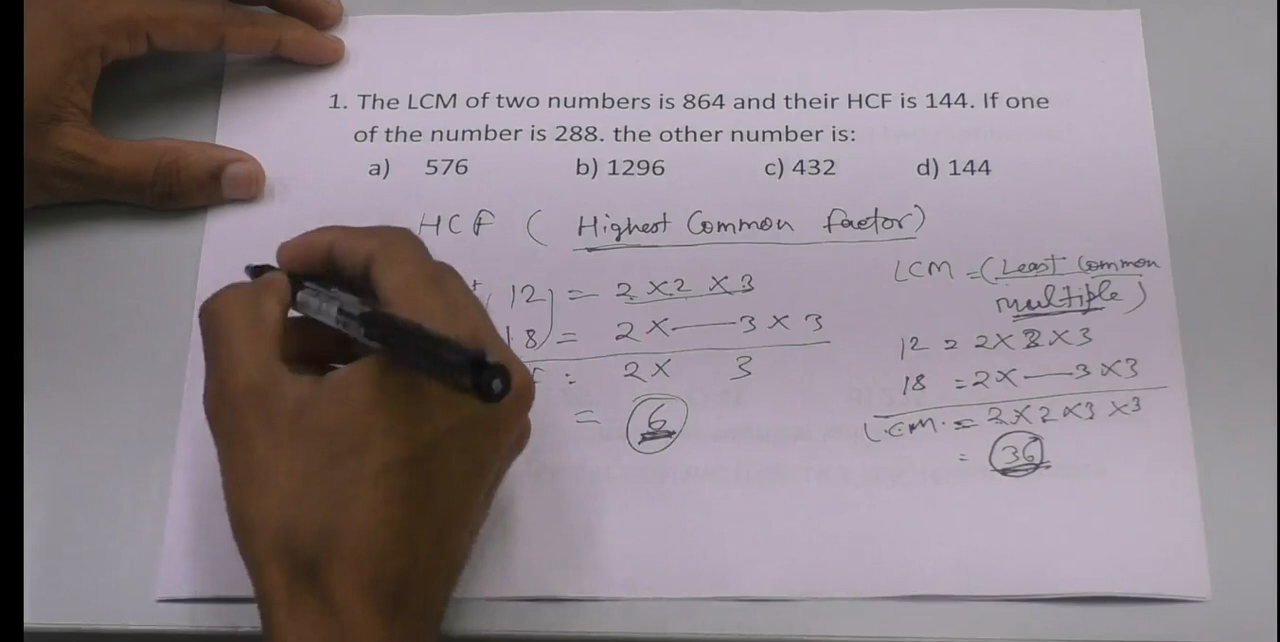 1. The LCM of two numbers is 864 and their HCF is 144. If one
of the number is 288. the other number is:
a) 576 b) 1296 c) 432 d) 144
HCF ( Highest Common factor)
12) = 2 × 2 × 3
18) = 2 × — 3 × 3
: 2 × 3
= 6
LCM = (Least Common
multiple)
12 = 2 × 2 × 3
18 = 2 × — 3 × 3
LCM. = 2 × 2 × 3 × 3
= 36